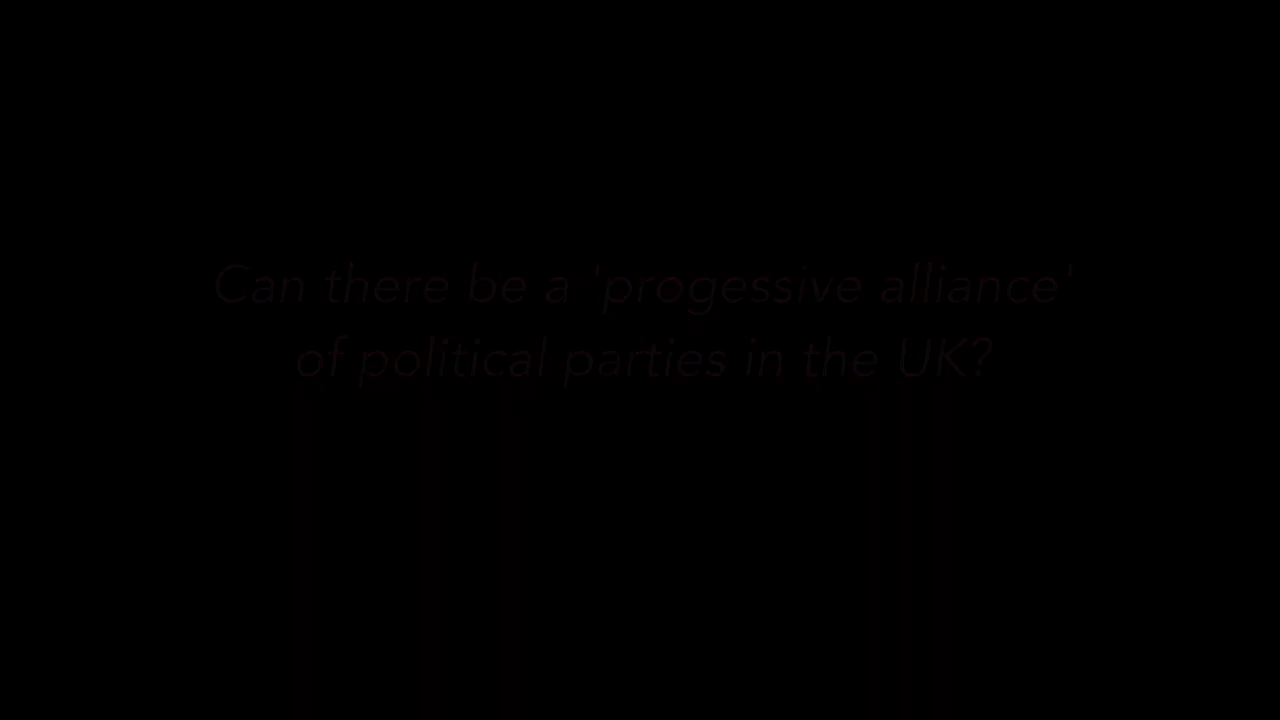 Can there be a 'progessive alliance'
of political parties in the UK?